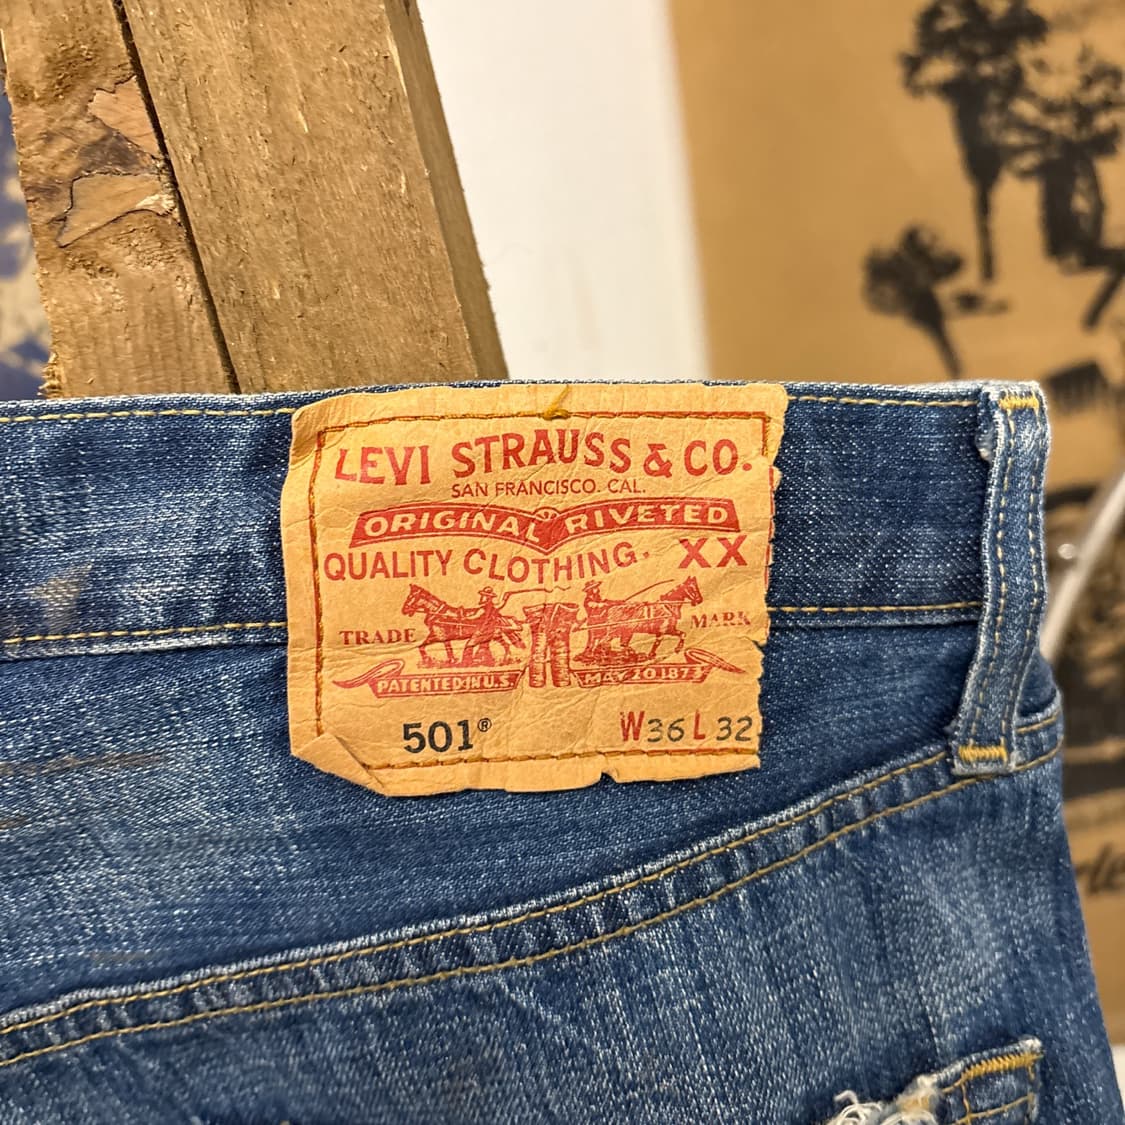 LEVI STRAUSS & CO.
SAN FRANCISCO. CAL.
ORIGINAL RIVETED
QUALITY CLOTHING. XX
TRADE MARK
PATENTED IN U.S. MAY 20 1873
501® W36 L 32